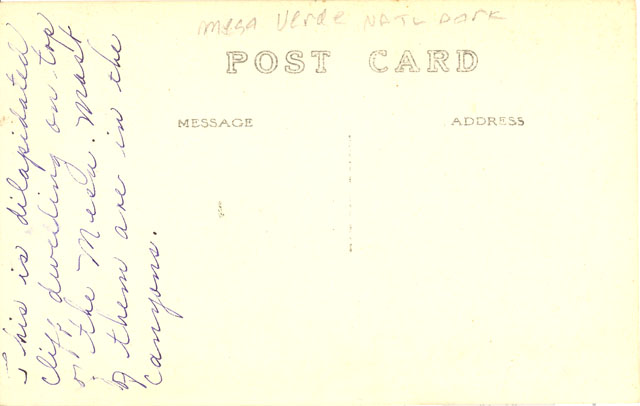 Mesa Verde NATL PARK
POST CARD
MESSAGE
ADDRESS
This is dilapidated
cliff dwelling on top
of the Mesa. Most
of them are in the
canyons.